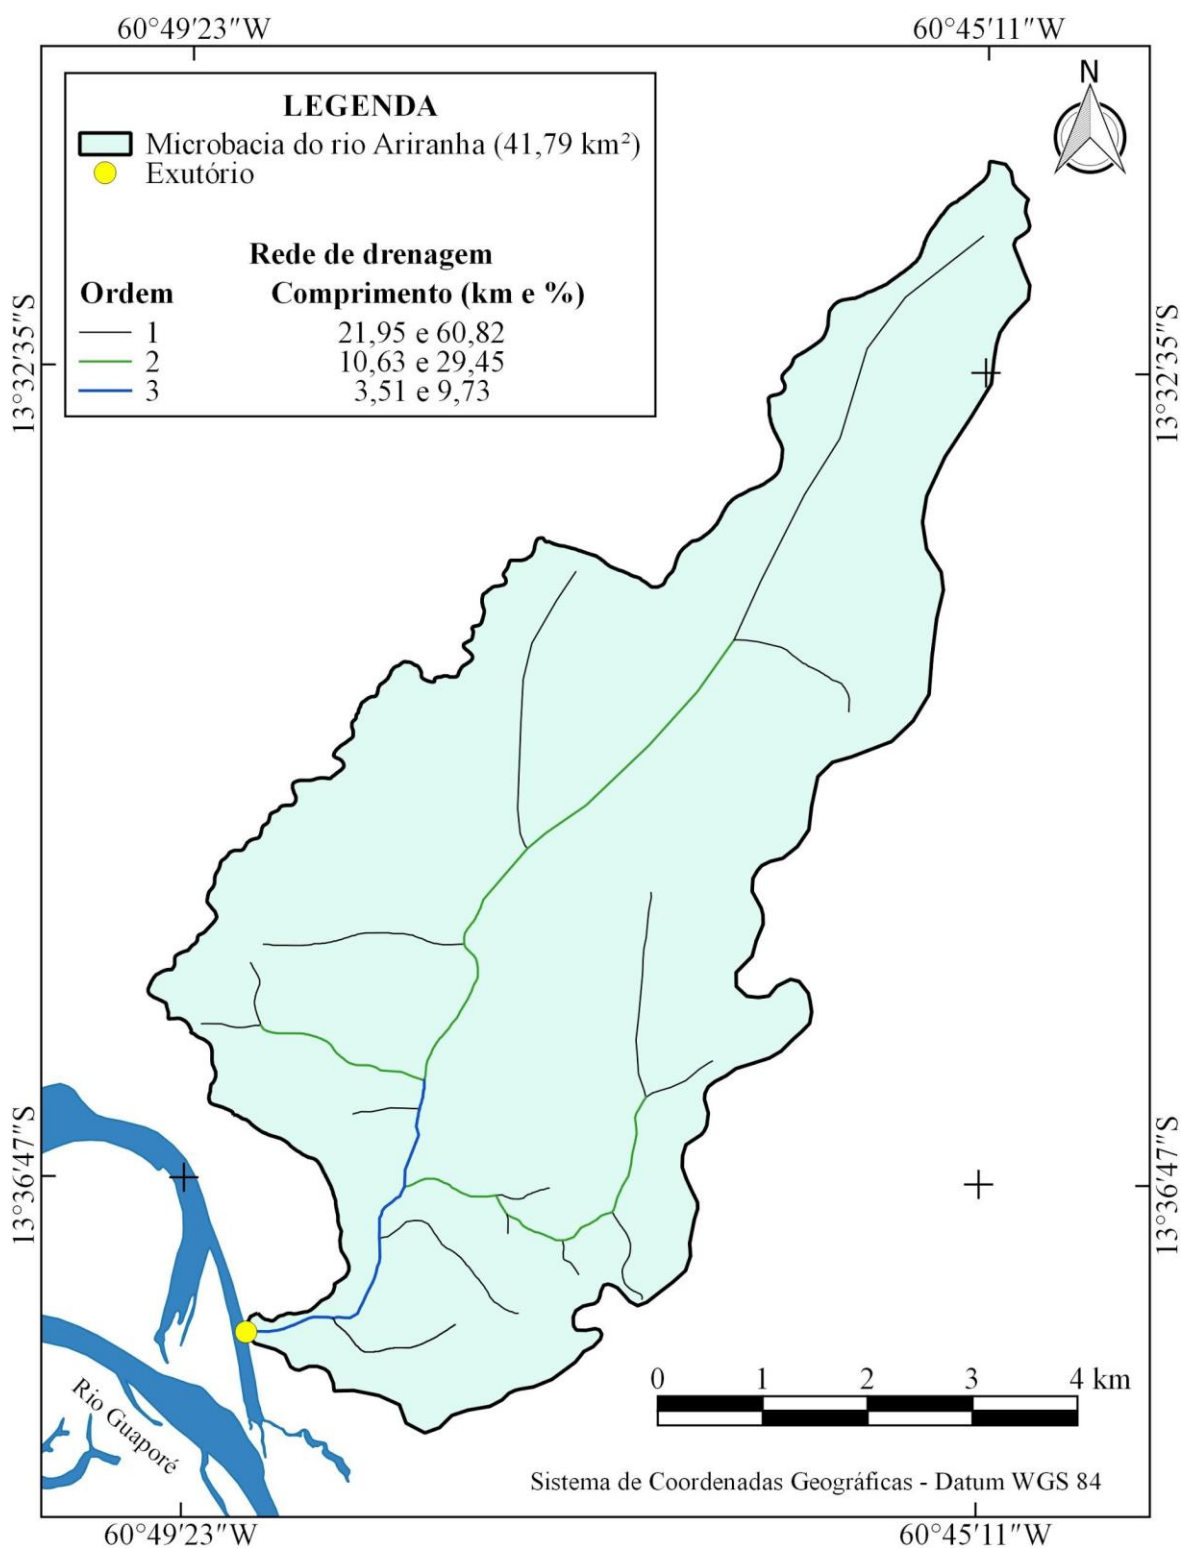 60°49′23″W
60°45′11″W
N
LEGENDA
Microbacia do rio Ariranha (41,79 km²)
Exutório
Rede de drenagem
Ordem Comprimento (km e %)
1 21,95 e 60,82
2 10,63 e 29,45
3 3,51 e 9,73
13°32′35″S
13°32′35″S
13°36′47″S
13°36′47″S
0 1 2 3 4 km
Rio Guaporé
Sistema de Coordenadas Geográficas - Datum WGS 84
60°49′23″W
60°45′11″W